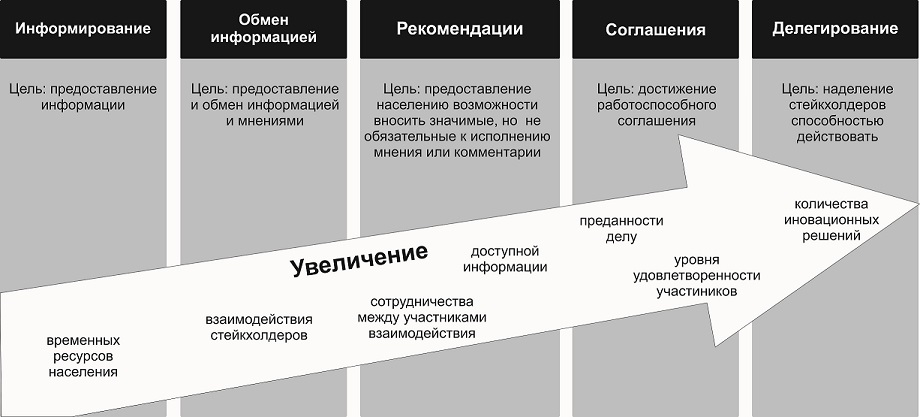 Информирование
Обмен
информацией
Рекомендации
Соглашения
Делегирование
Цель: предоставление
информации
Цель: предоставление
и обмен информацией
и мнениями
Цель: предоставление
населению возможности
вносить значимые, но не
обязательные к исполнению
мнения или комментарии
Цель: достижение
работоспособного
соглашения
Цель: наделение
стейкхолдеров
способностью
действовать
Увеличение
временных
ресурсов
населения
взаимодействия
стейкхолдеров
сотрудничества
между участниками
взаимодействия
доступной
информации
преданности
делу
уровня
удовлетворенности
участиников
количества
иновационных
решений